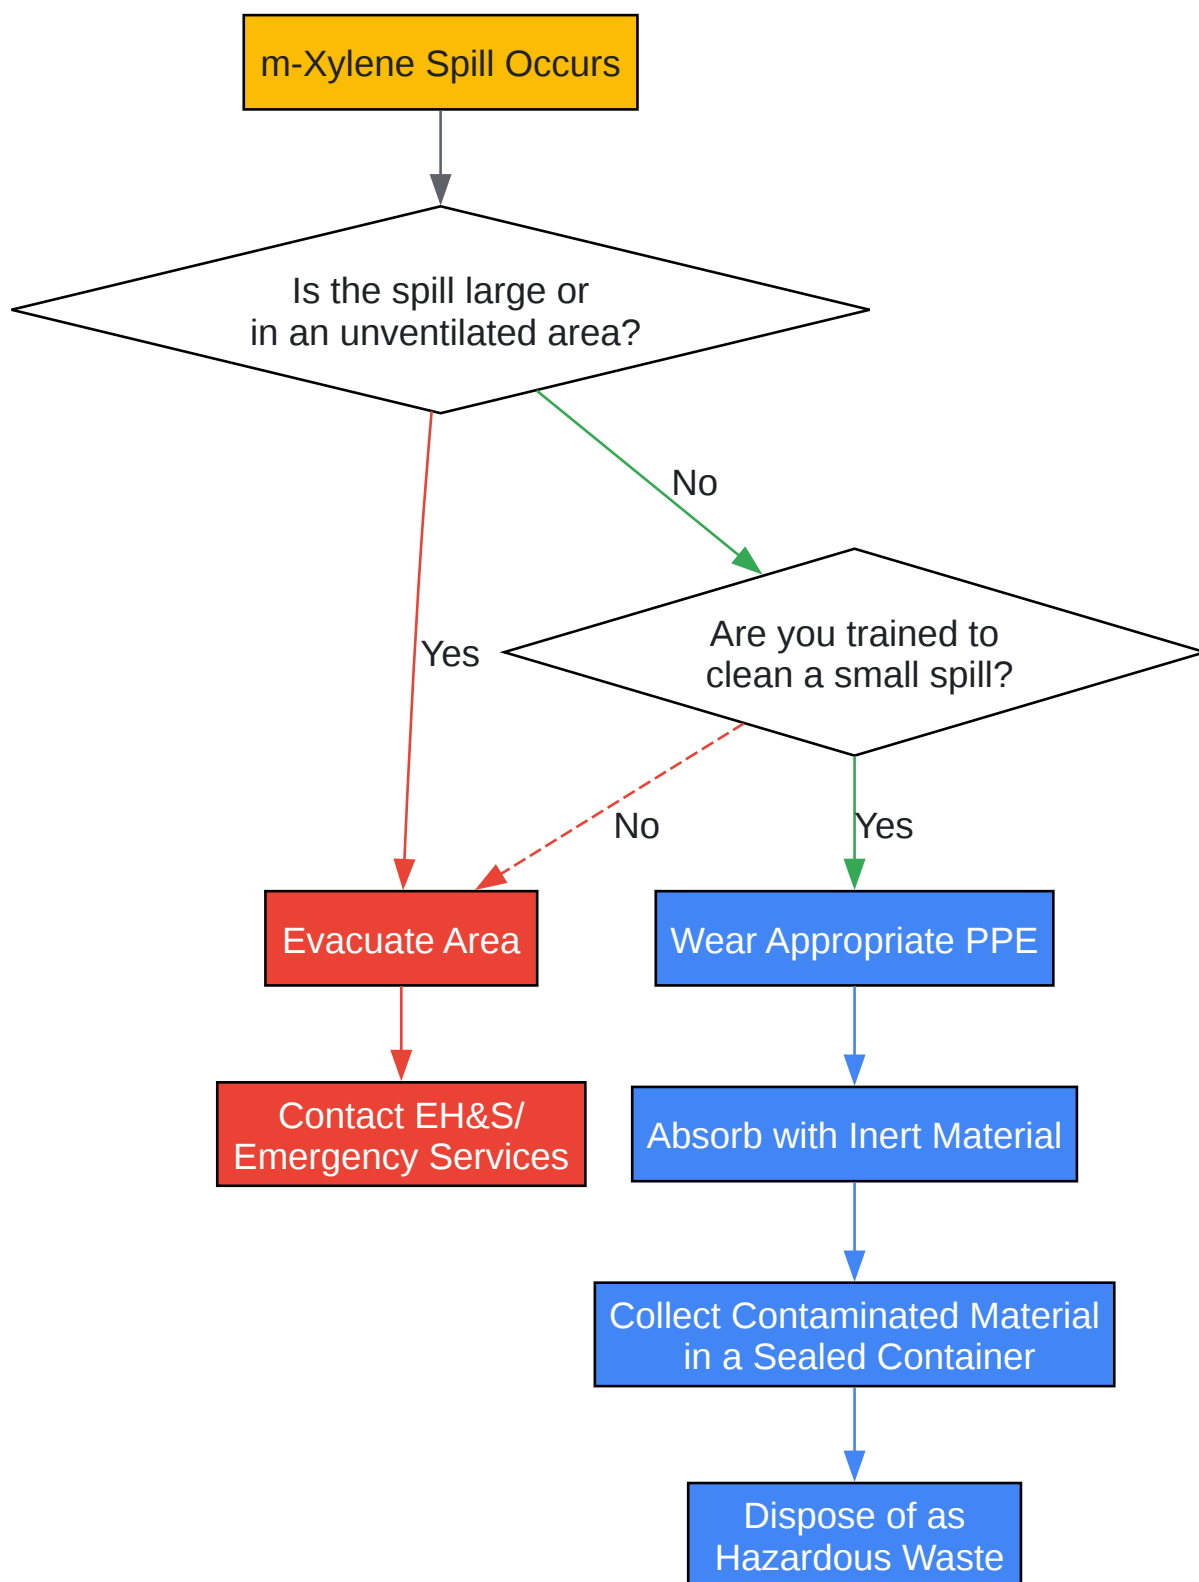 m-Xylene Spill Occurs
Is the spill large or
in an unventilated area?
No
Yes
Are you trained to
clean a small spill?
No
Yes
Evacuate Area
Wear Appropriate PPE
Contact EH&S/
Emergency Services
Absorb with Inert Material
Collect Contaminated Material
in a Sealed Container
Dispose of as
Hazardous Waste